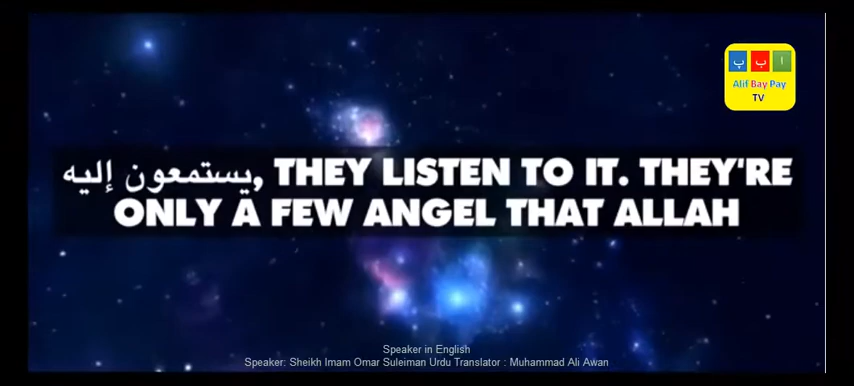 پ ب ا
Alif Bay Pay
TV
يستمعون إليه, THEY LISTEN TO IT. THEY'RE
ONLY A FEW ANGEL THAT ALLAH
Speaker in English
Speaker: Sheikh Imam Omar Suleiman Urdu Translator : Muhammad Ali Awan